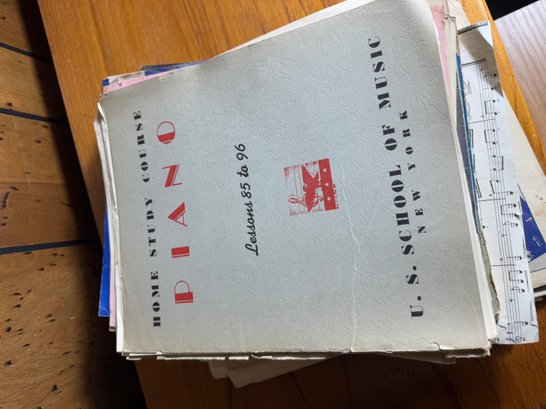 HOME STUDY COURSE
PIANO
Lessons 85 to 96
U. S. SCHOOL OF MUSIC
NEW YORK